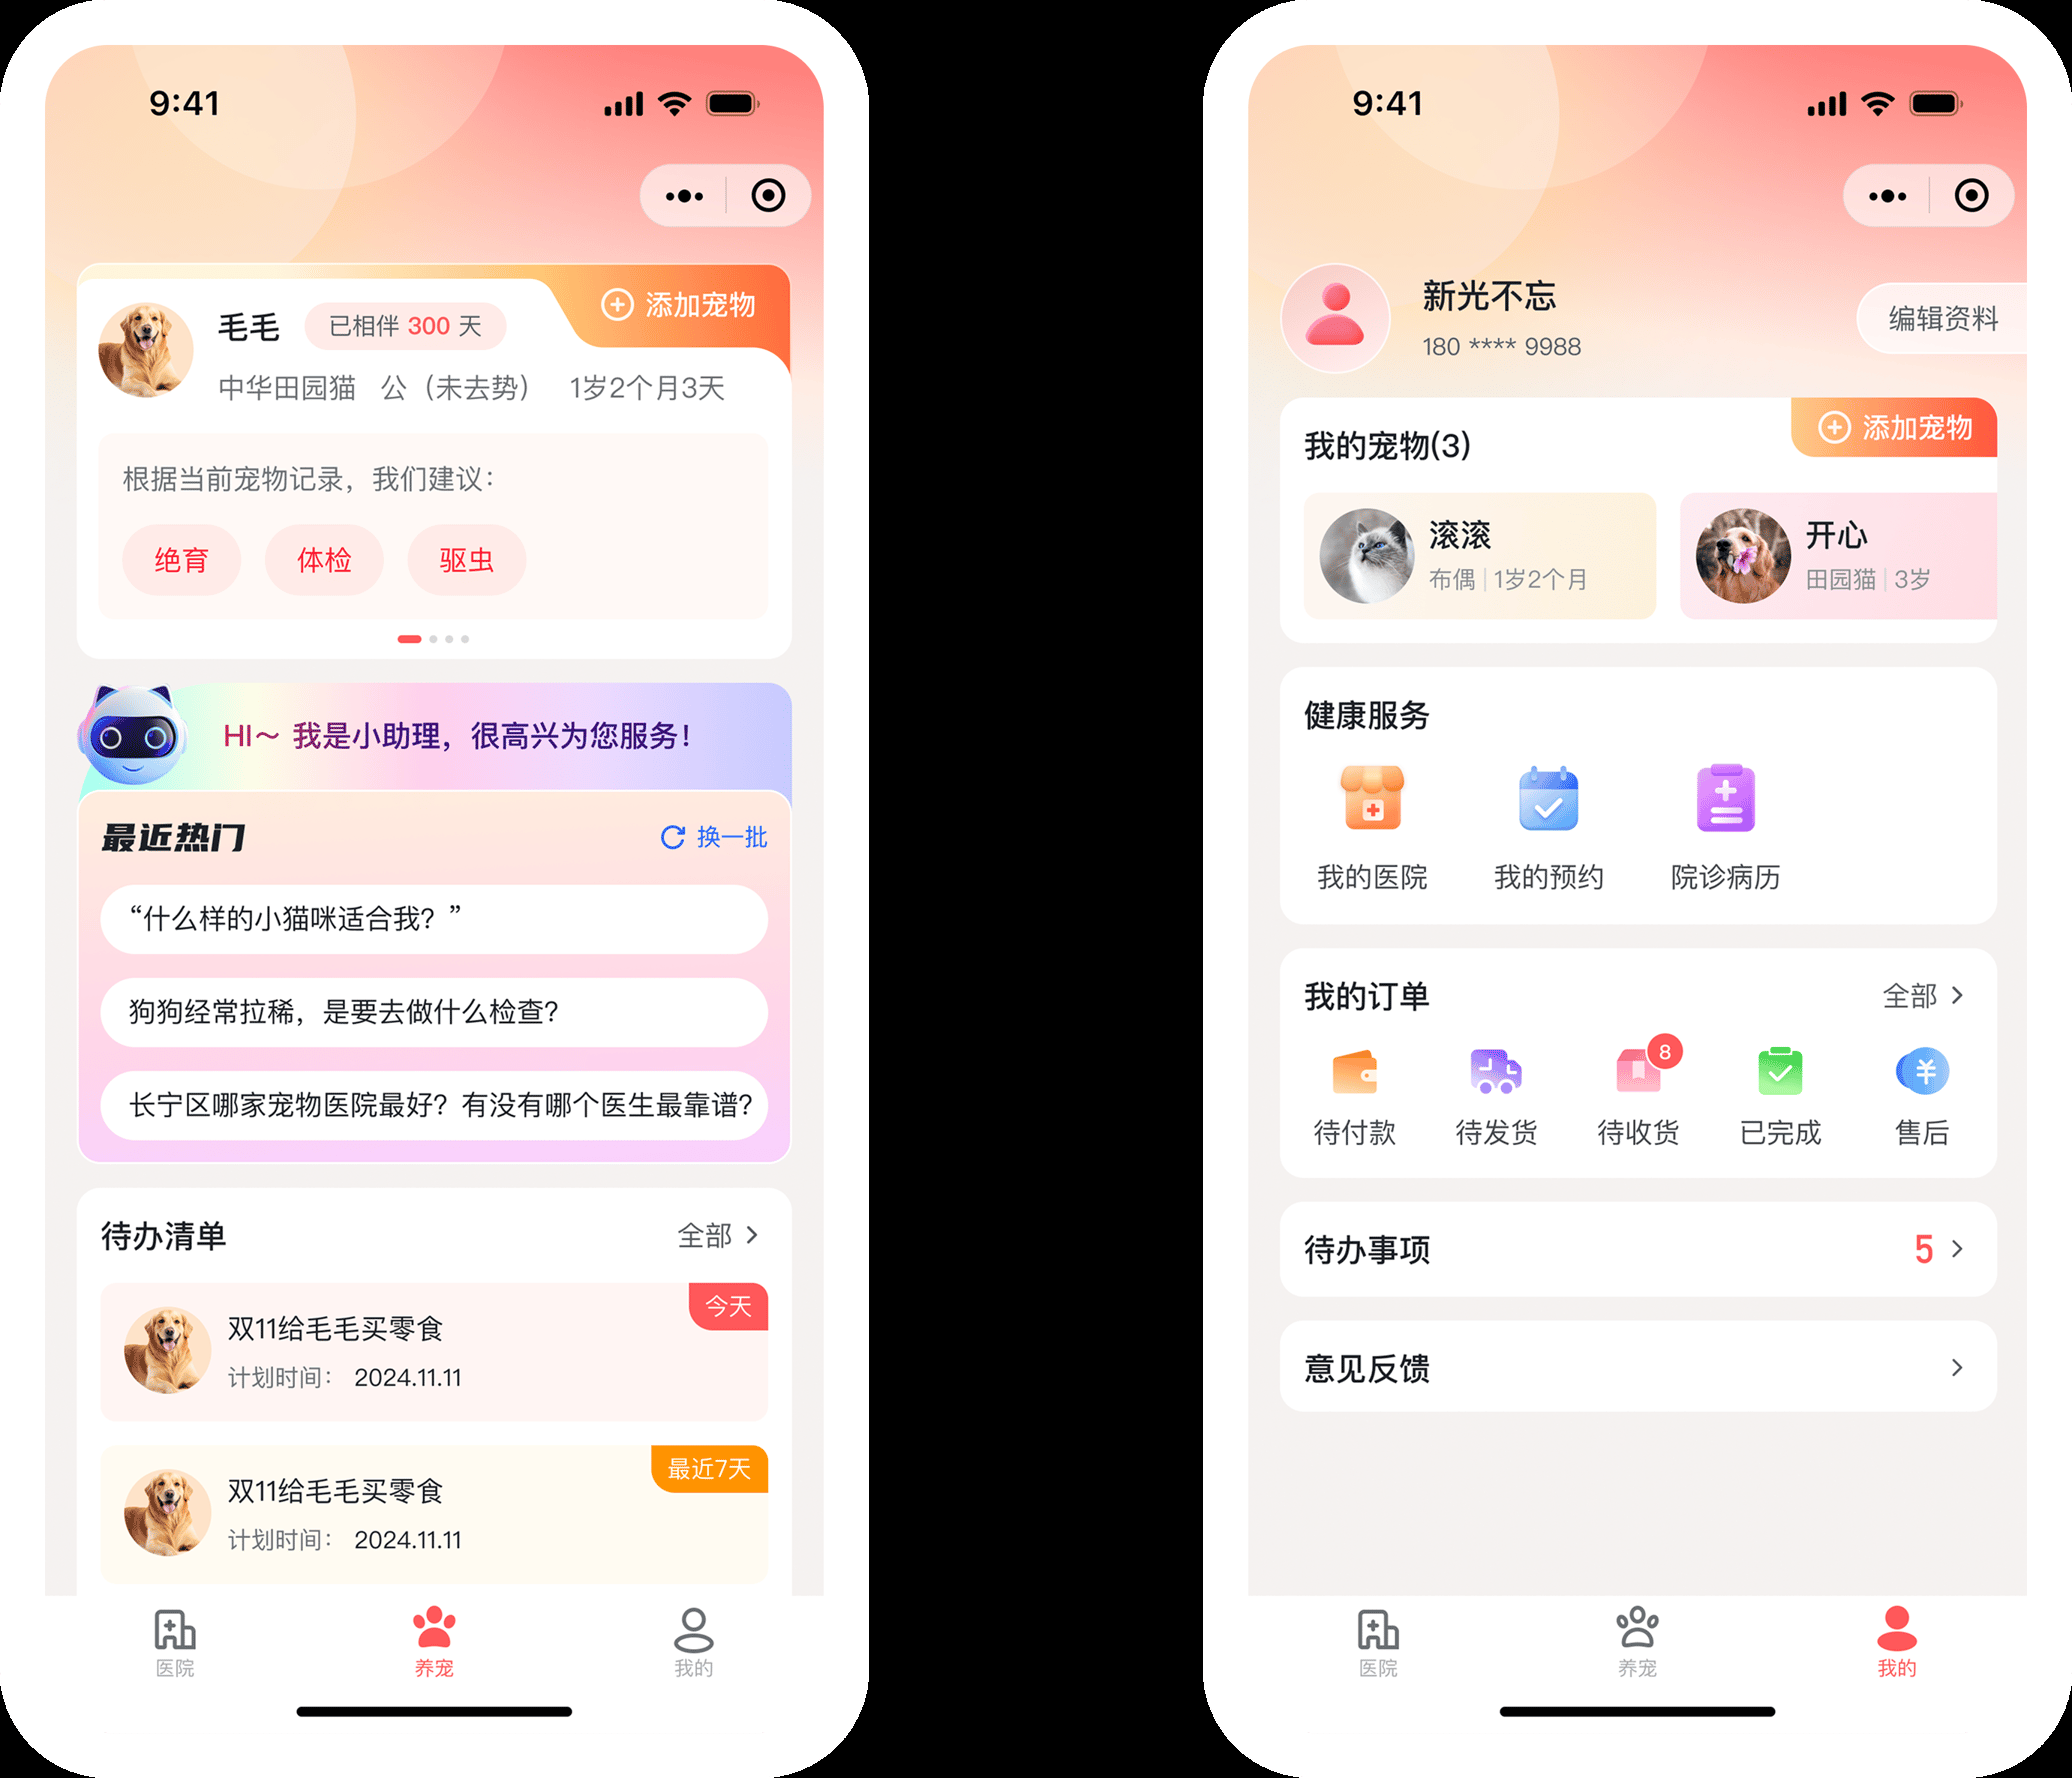 9:41
添加宠物
毛毛
已相伴 300 天
中华田园猫 公（未去势） 1岁2个月3天
根据当前宠物记录，我们建议：
绝育 体检 驱虫
HI～ 我是小助理，很高兴为您服务！
最近热门
换一批
“什么样的小猫咪适合我？”
狗狗经常拉稀，是要去做什么检查？
长宁区哪家宠物医院最好？有没有哪个医生最靠谱？
待办清单
全部
今天
双11给毛毛买零食
计划时间： 2024.11.11
最近7天
双11给毛毛买零食
计划时间： 2024.11.11
医院 养宠 我的
9:41
新光不忘
180 **** 9988
编辑资料
我的宠物(3)
添加宠物
滚滚
布偶 | 1岁2个月
开心
田园猫 | 3岁
健康服务
我的医院 我的预约 院诊病历
我的订单
全部
8
¥
待付款 待发货 待收货 已完成 售后
待办事项
5
意见反馈
医院 养宠 我的